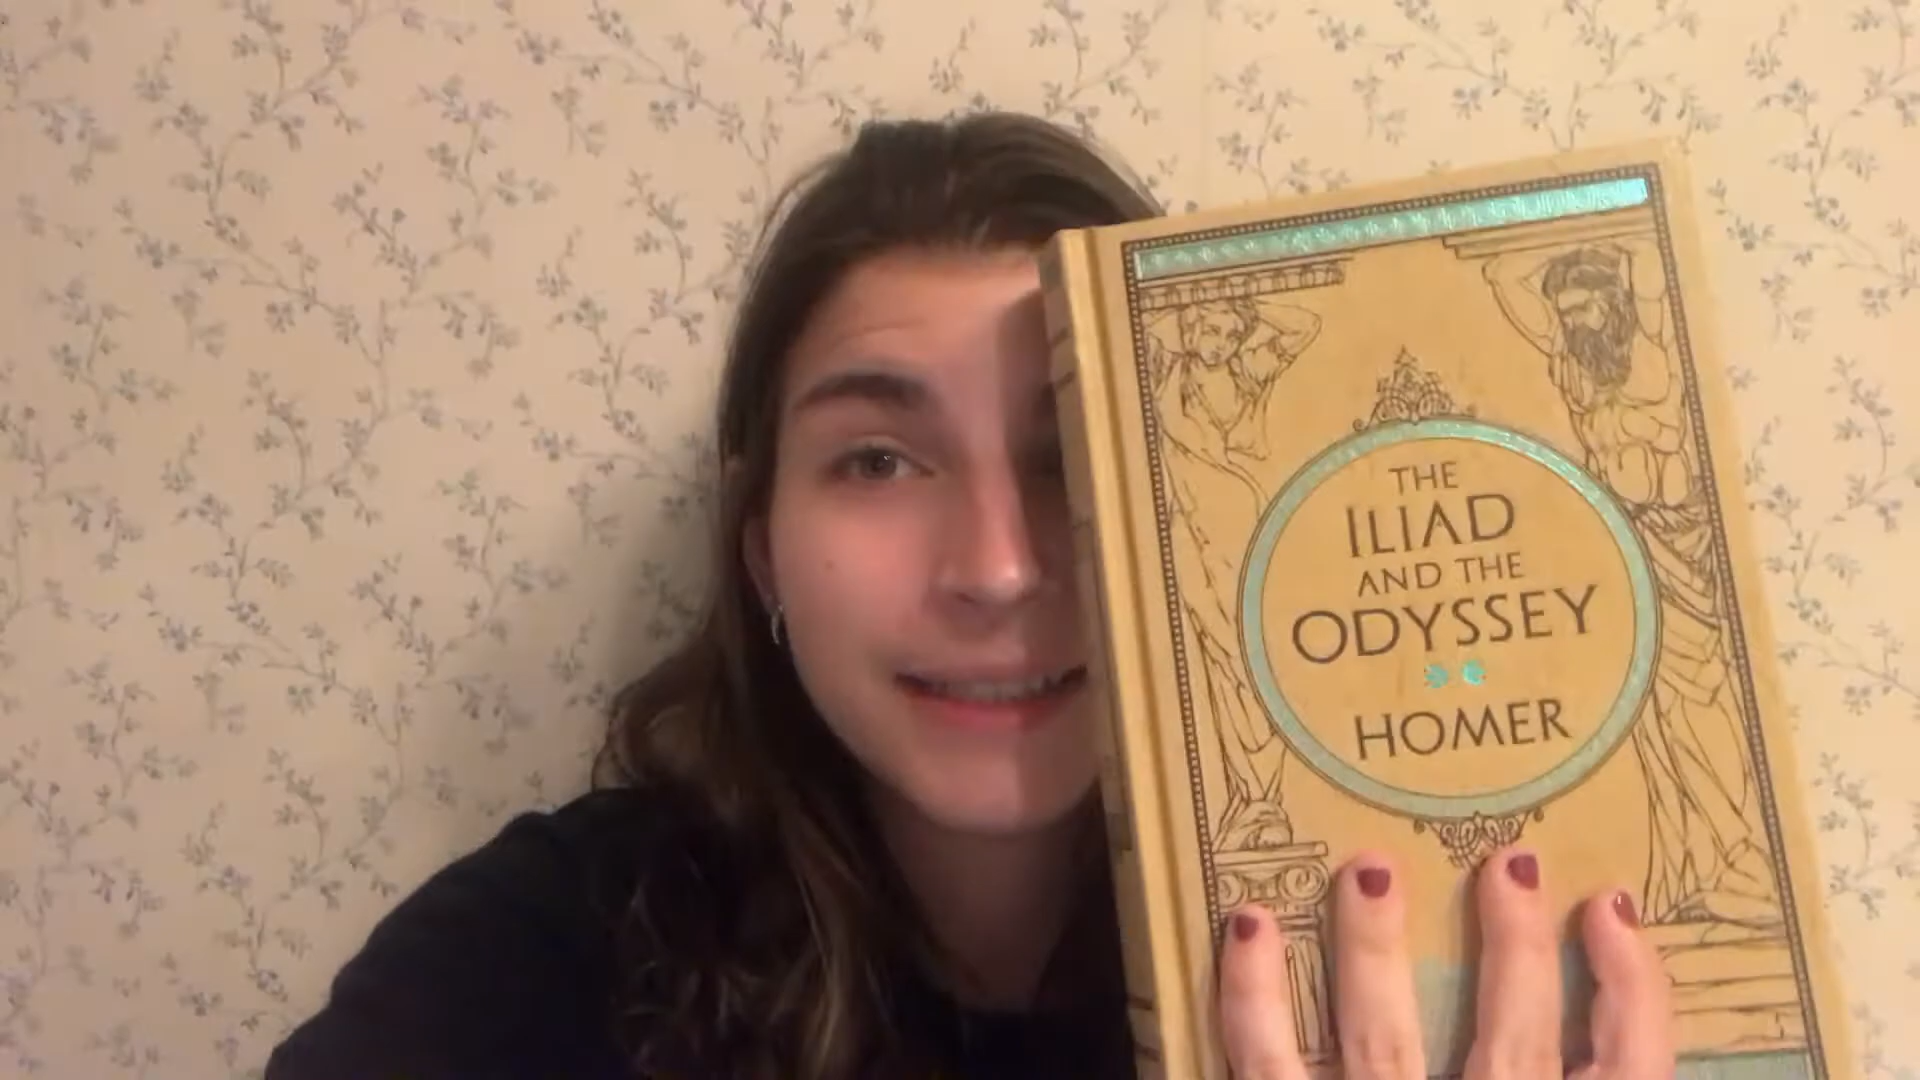 THE
ILIAD
AND THE
ODYSSEY
HOMER